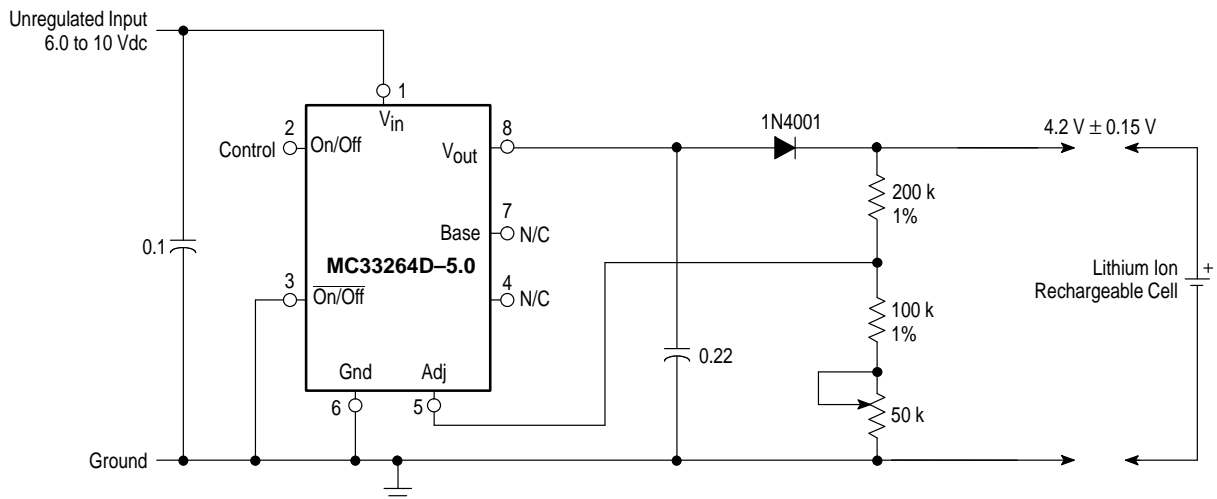 Unregulated Input
6.0 to 10 Vdc
1
Vin
2
Control
On/Off
8
Vout
1N4001
4.2 V ± 0.15 V
200 k
1%
7
Base
N/C
0.1
MC33264D–5.0
3
On/Off
4
N/C
Lithium Ion
Rechargeable Cell
+
100 k
1%
0.22
Gnd
Adj
6
5
50 k
Ground